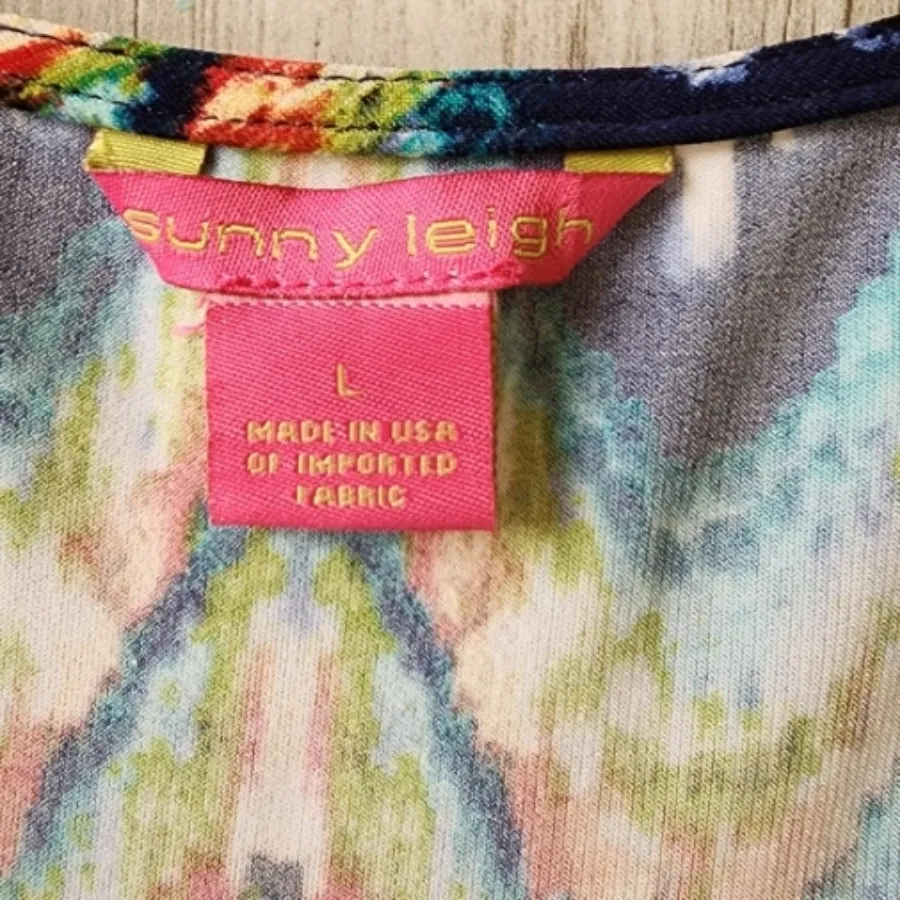 sunny leigh
L
MADE IN USA
OF IMPORTED
FABRIC